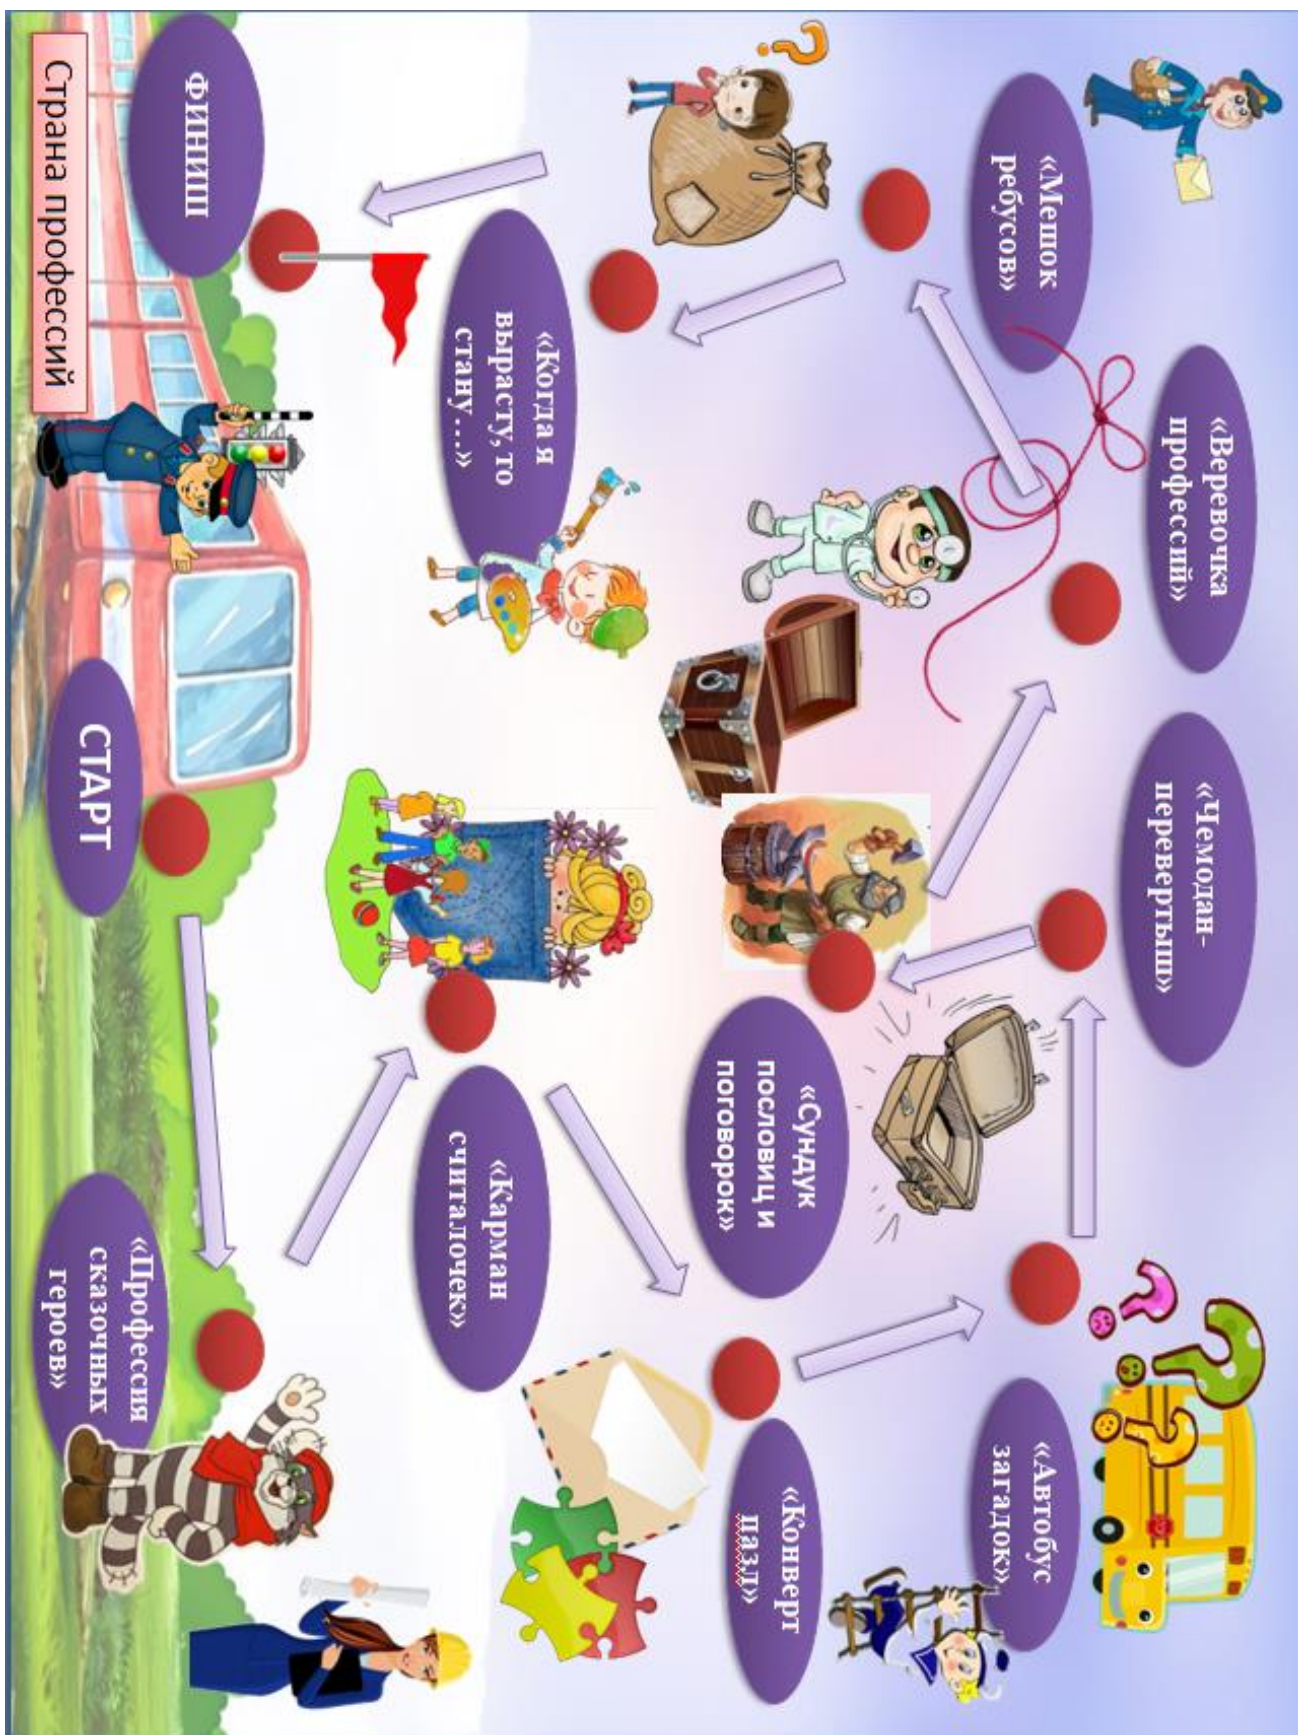 «Веревочка
профессий»
«Чемодан-
перевертыш»
«Мешок
ребусов»
«Автобус
загадок»
«Сундук
пословиц и
поговорок»
«Конверт
пазл»
«Когда я
вырасту, то
стану…»
«Карман
считалочек»
ФИНИШ
СТАРТ
«Профессия
сказочных
героев»
Страна профессий